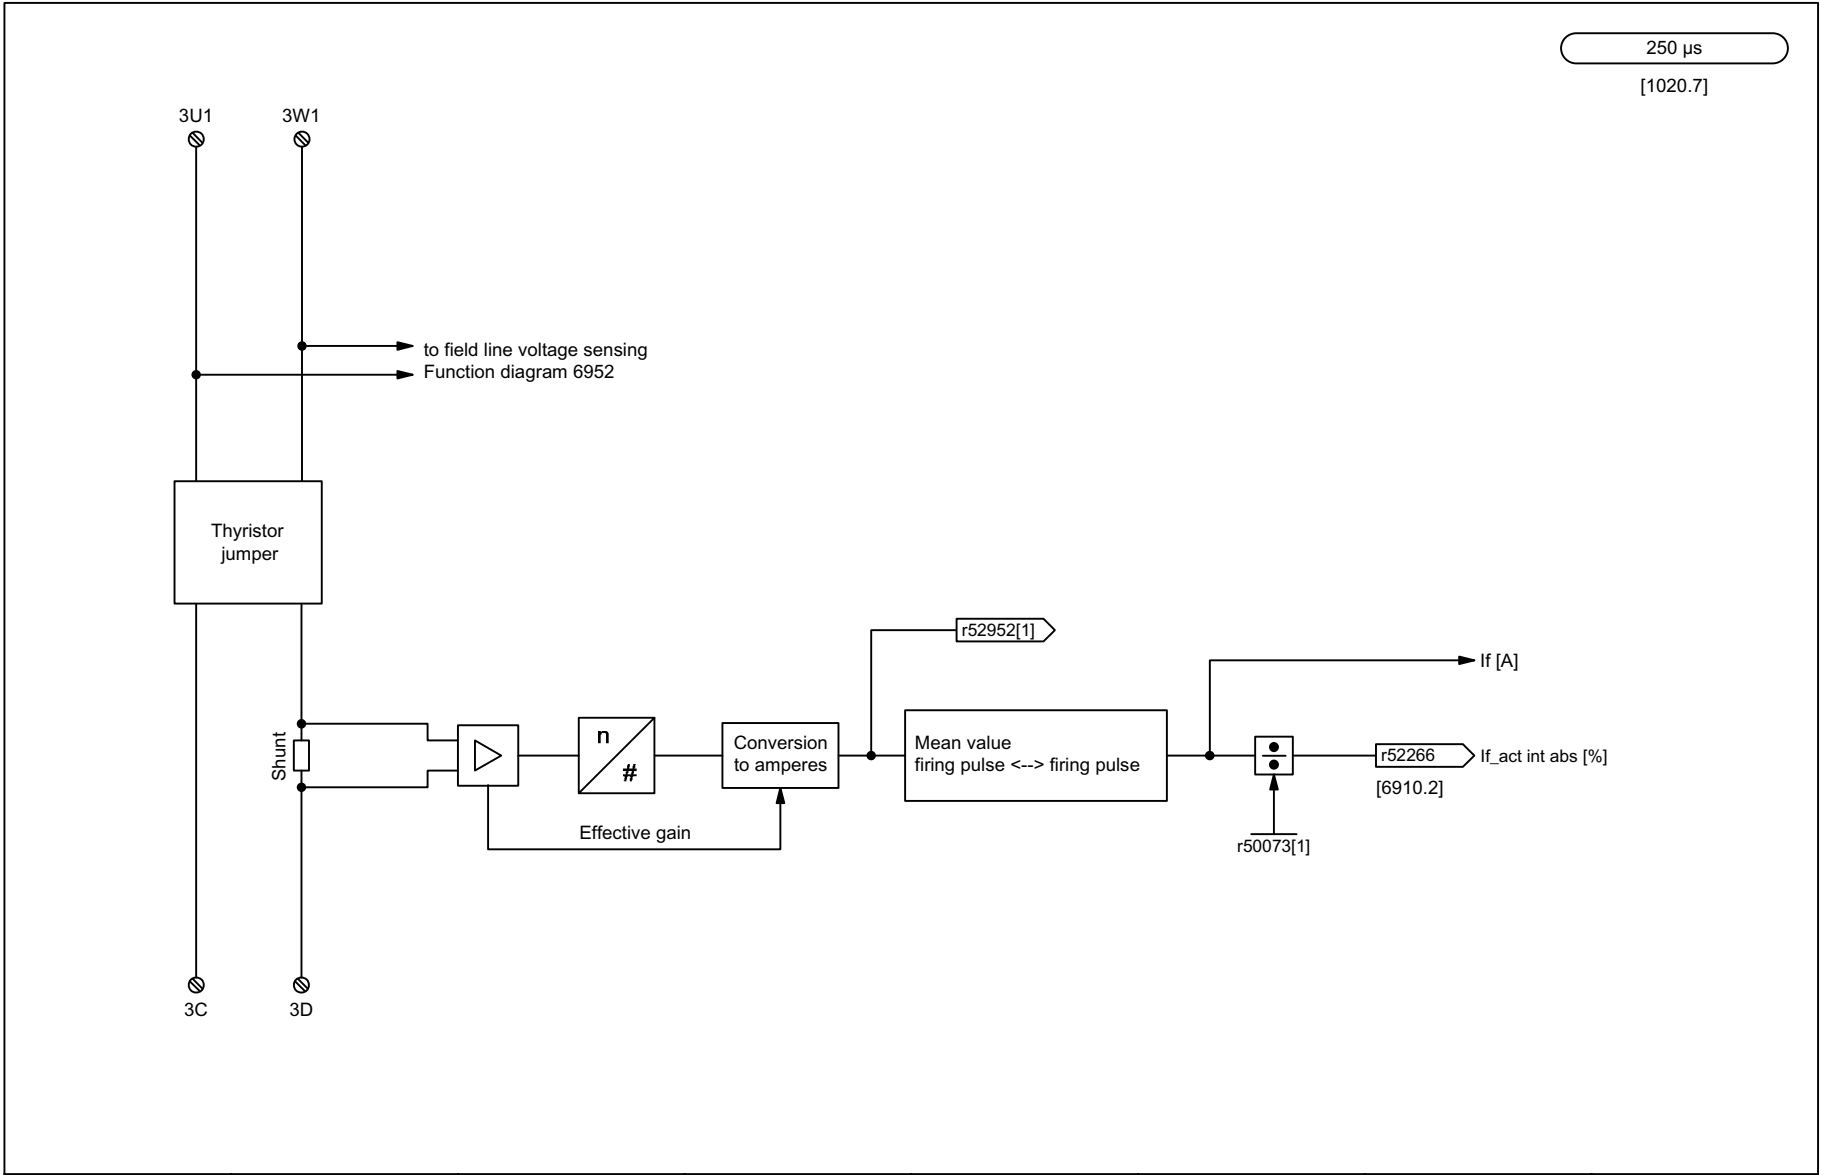 250 µs
[1020.7]
3U1
3W1
to field line voltage sensing
Function diagram 6952
Thyristor
jumper
r52952[1]
If [A]
Shunt
n
#
Conversion
to amperes
Mean value
firing pulse <--> firing pulse
r52266
If_act int abs [%]
[6910.2]
Effective gain
r50073[1]
3C
3D